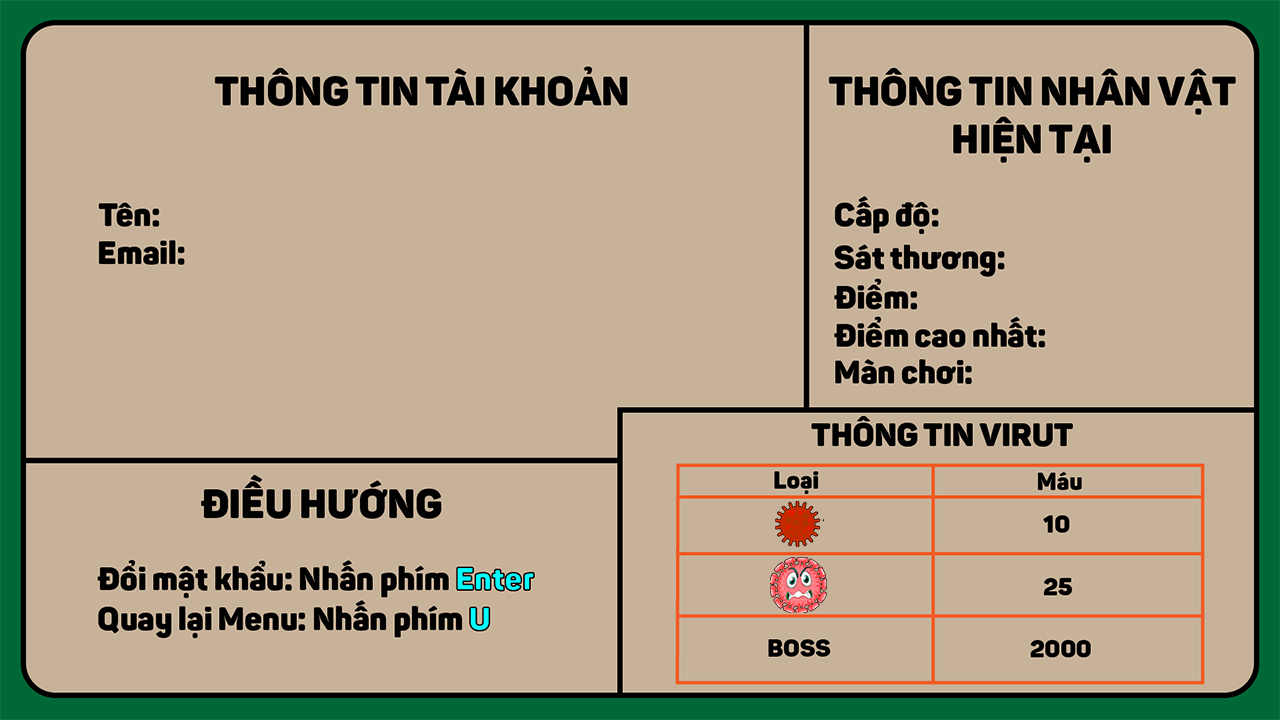 THÔNG TIN TÀI KHOẢN
Tên:
Email:
THÔNG TIN NHÂN VẬT
HIỆN TẠI
Cấp độ:
Sát thương:
Điểm:
Điểm cao nhất:
Màn chơi:
ĐIỀU HƯỚNG
Đổi mật khẩu: Nhấn phím Enter
Quay lại Menu: Nhấn phím U
THÔNG TIN VIRUT
Loại Máu
10
25
BOSS 2000